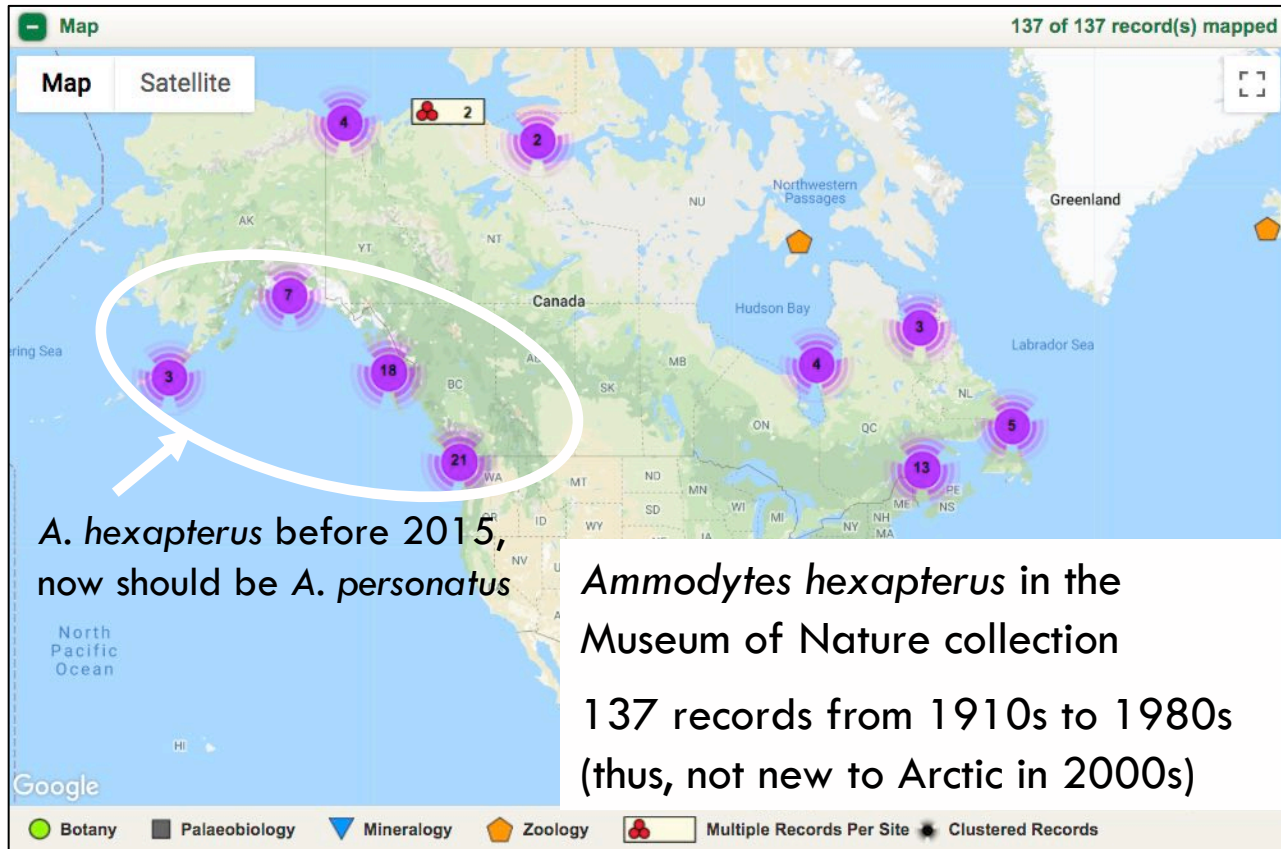 Map
137 of 137 record(s) mapped
Map
Satellite
4
2
2
Northwestern
Passages
Greenland
NU
AK
YT
NT
7
Canada
Hudson Bay
3
Labrador Sea
ring Sea
3
18
BC
MB
SK
4
NL
ON
QC
5
21
WA
MT
ND
MN
13
PE
NB
NS
ME
SD
WI
MI
NH
NY
MA
ID
WY
NV
A. hexapterus before 2015,
now should be A. personatus
North
Pacific
Ocean
HI
Ammodytes hexapterus in the
Museum of Nature collection
137 records from 1910s to 1980s
(thus, not new to Arctic in 2000s)
Google
Botany
Palaeobiology
Mineralogy
Zoology
Multiple Records Per Site
Clustered Records